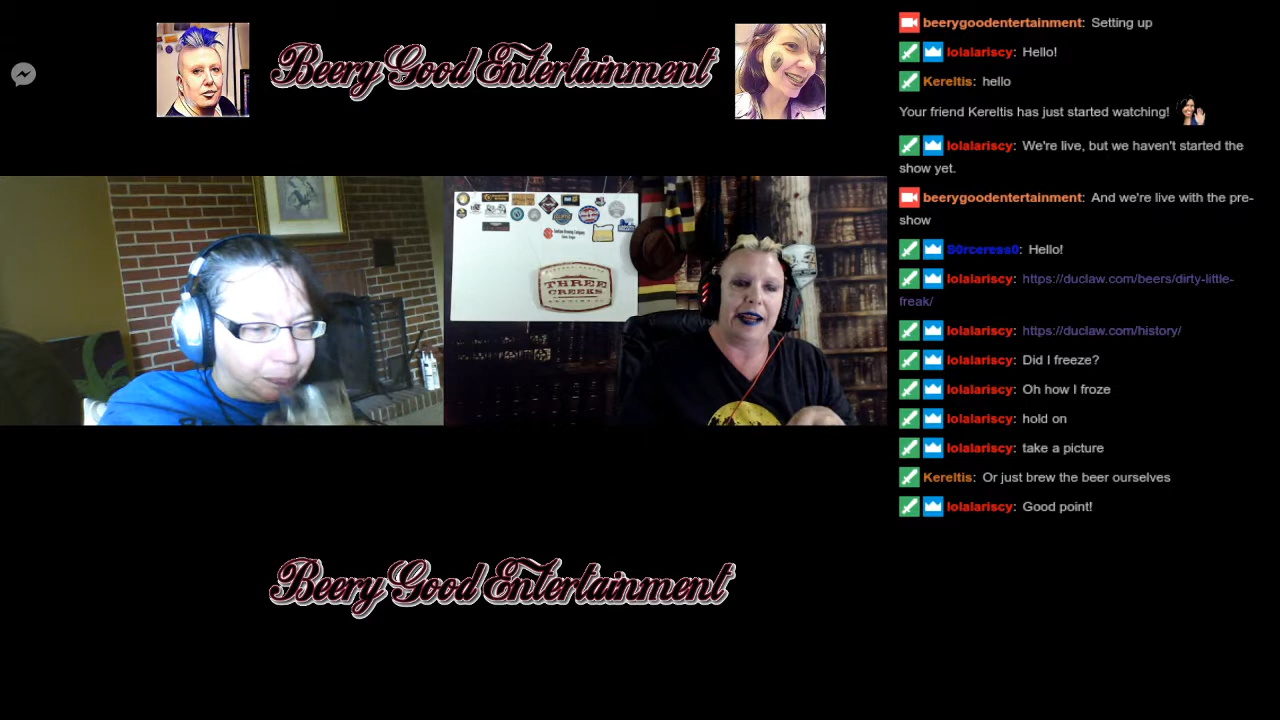 Beery Good Entertainment
THREE
CREEKS
Beery Good Entertainment
beerygoodentertainment: Setting up
lolalariscy: Hello!
Kereltis: hello
Your friend Kereltis has just started watching!
lolalariscy: We're live, but we haven't started the
show yet.
beerygoodentertainment: And we're live with the pre-
show
S0rceress0: Hello!
lolalariscy: https://duclaw.com/beers/dirty-little-
freak/
lolalariscy: https://duclaw.com/history/
lolalariscy: Did I freeze?
lolalariscy: Oh how I froze
lolalariscy: hold on
lolalariscy: take a picture
Kereltis: Or just brew the beer ourselves
lolalariscy: Good point!